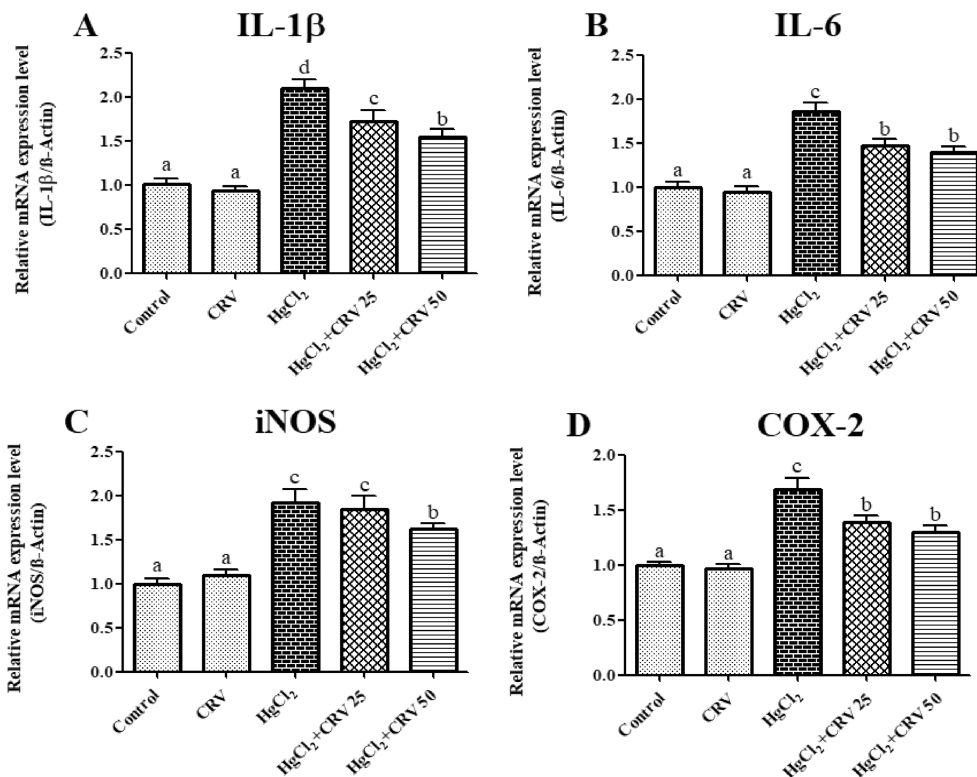 A
IL-1β
Relative mRNA expression level
(IL-1β/ß-Actin)
2.5
2.0
1.5
1.0
0.5
0.0
a
a
d
c
b
Control
CRV
HgCl₂
HgCl₂+CRV 25
HgCl₂+CRV 50
B
IL-6
Relative mRNA expression level
(IL-6/ß-Actin)
2.5
2.0
1.5
1.0
0.5
0.0
a
a
c
b
b
Control
CRV
HgCl₂
HgCl₂+CRV 25
HgCl₂+CRV 50
C
iNOS
Relative mRNA expression level
(iNOS/ß-Actin)
2.5
2.0
1.5
1.0
0.5
0.0
a
a
c
c
b
Control
CRV
HgCl₂
HgCl₂+CRV 25
HgCl₂+CRV 50
D
COX-2
Relative mRNA expression level
(COX-2/ß-Actin)
2.0
1.5
1.0
0.5
0.0
a
a
c
b
b
Control
CRV
HgCl₂
HgCl₂+CRV 25
HgCl₂+CRV 50